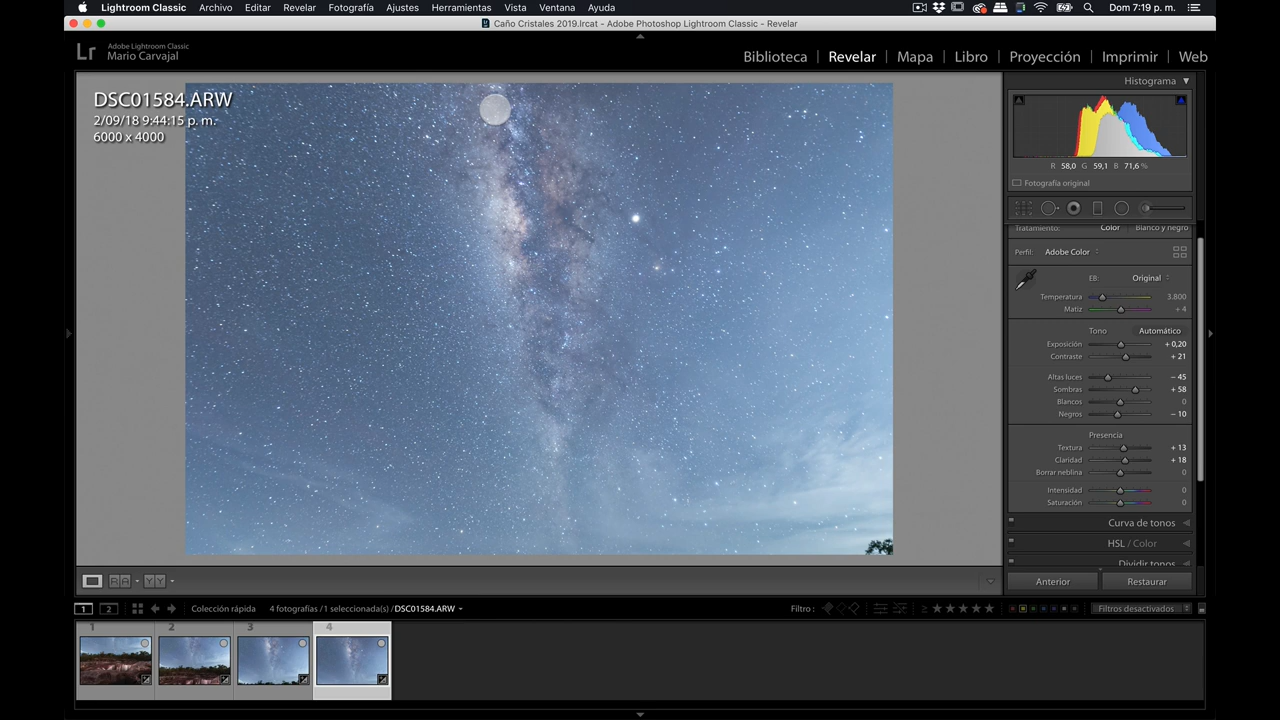 Lightroom Classic Archivo Editar Revelar Fotografía Ajustes Herramientas Vista Ventana Ayuda Dom 7:19 p. m.
Caño Cristales 2019.lrcat - Adobe Photoshop Lightroom Classic - Revelar
Lr Adobe Lightroom Classic
Mario Carvajal
Biblioteca | Revelar | Mapa | Libro | Proyección | Imprimir | Web
DSC01584.ARW
2/09/18 9:44:15 p. m.
6000 x 4000
Histograma
R 58,0 G 59,1 B 71,6 %
Fotografía original
Tratamiento: Color Blanco y negro
Perfil: Adobe Color
EB: Original
Temperatura 3.800
Matiz + 4
Tono Automático
Exposición + 0,20
Contraste + 21
Altas luces − 45
Sombras + 58
Blancos 0
Negros − 10
Presencia
Textura + 13
Claridad + 18
Borrar neblina 0
Intensidad 0
Saturación 0
Curva de tonos
HSL / Color
Dividir tonos
Anterior Restaurar
RA YY
1 2 Colección rápida 4 fotografías / 1 seleccionada(s) / DSC01584.ARW Filtro : Filtros desactivados
1 2 3 4